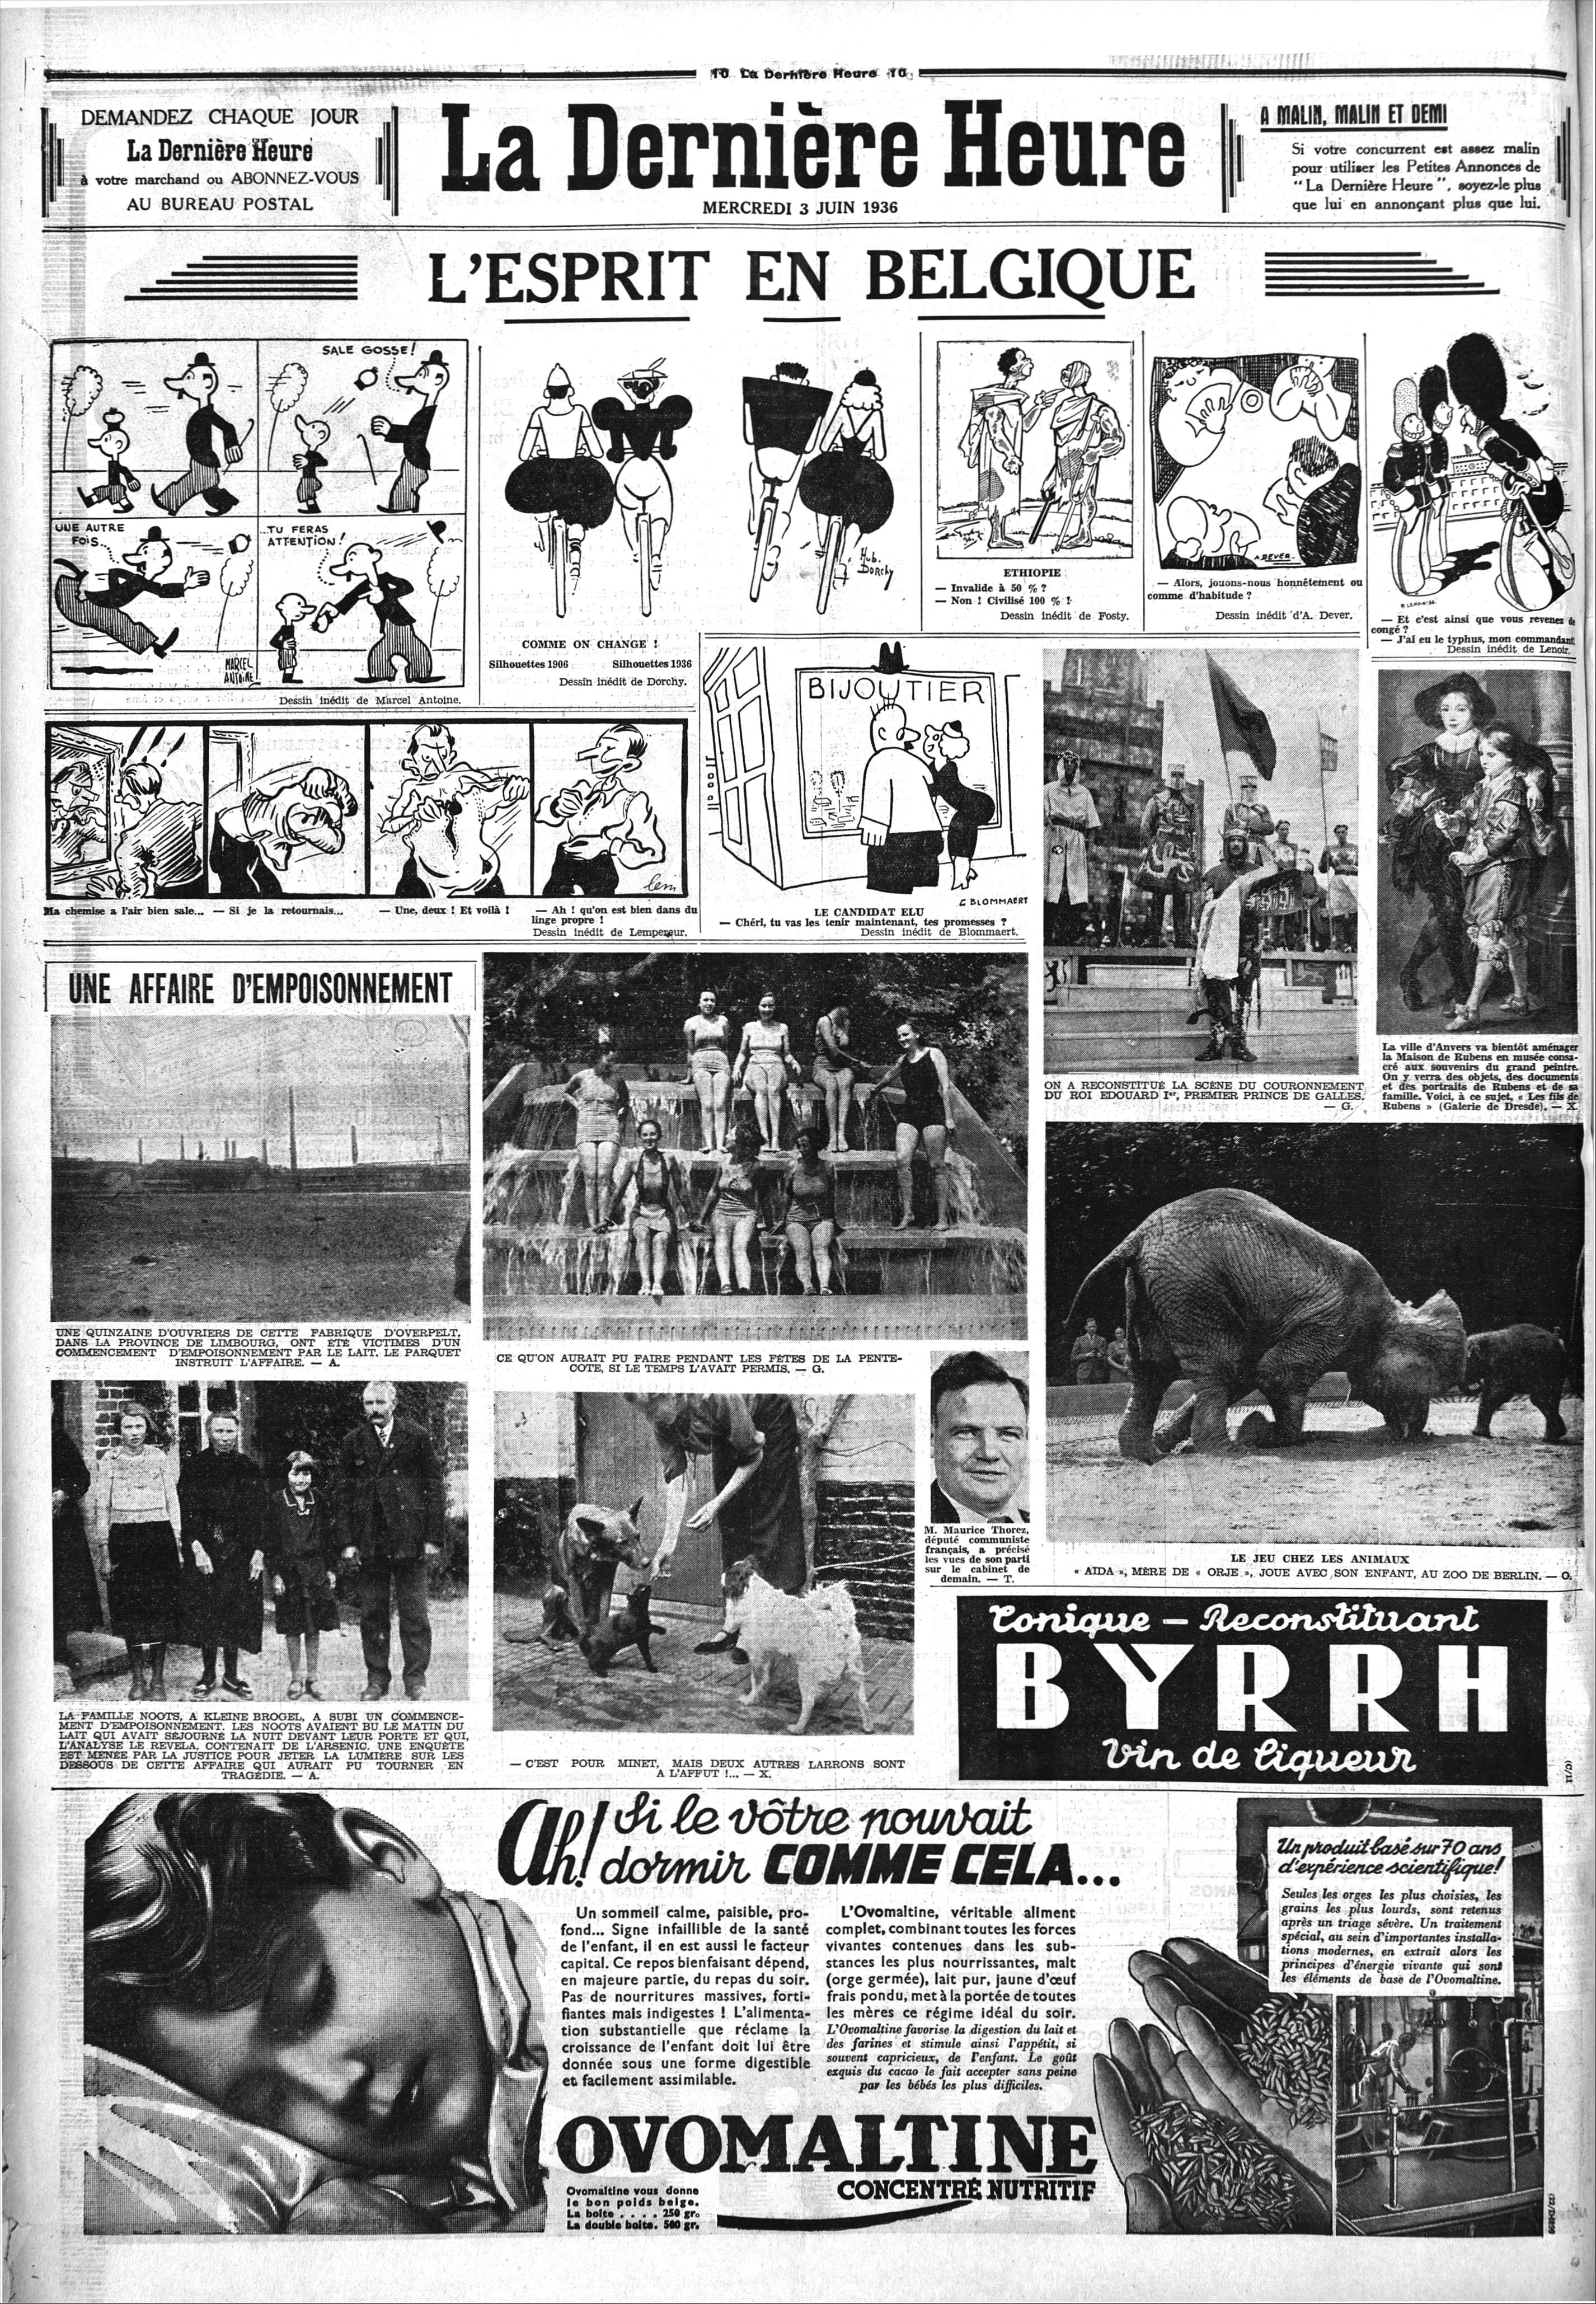 10 La Dernière Heure 10
DEMANDEZ CHAQUE JOUR
La Dernière Heure
à votre marchand ou ABONNEZ-VOUS
AU BUREAU POSTAL
La Dernière Heure
MERCREDI 3 JUIN 1936
A MALIN, MALIN ET DEMI
Si votre concurrent est assez malin
pour utiliser les Petites Annonces de
“La Dernière Heure”, soyez-le plus
que lui en annonçant plus que lui.
L'ESPRIT EN BELGIQUE
SALE GOSSE!
UNE AUTRE
FOIS..
..TU FERAS
ATTENTION!
MARCEL
ANTOINE
Dessin inédit de Marcel Antoine.
Hub.
Dorchy
COMME ON CHANGE !
Silhouettes 1906 Silhouettes 1936
Dessin inédit de Dorchy.
ETHIOPIE
— Invalide à 50 % ?
— Non ! Civilisé 100 % !
Dessin inédit de Fosty.
A. DEVER.
— Alors, jouons-nous honnêtement ou
comme d'habitude ?
Dessin inédit d'A. Dever.
— Et c'est ainsi que vous revenez de
congé ?
— J'ai eu le typhus, mon commandant
Dessin inédit de Lenoir.
lem
Ma chemise a l'air bien sale... — Si je la retournais... — Une, deux ! Et voilà ! — Ah ! qu'on est bien dans du
linge propre !
Dessin inédit de Lempereur.
BIJOUTIER
C BLOMMAERT
LE CANDIDAT ELU
— Chéri, tu vas les tenir maintenant, tes promesses ?
Dessin inédit de Blommaert.
ON A RECONSTITUÉ LA SCÈNE DU COURONNEMENT
DU ROI EDOUARD Ier, PREMIER PRINCE DE GALLES.
— G.
La ville d'Anvers va bientôt aménager
la Maison de Rubens en musée consa-
cré aux souvenirs du grand peintre.
On y verra des objets, des documents
et des portraits de Rubens et de sa
famille. Voici, à ce sujet, « Les fils de
Rubens » (Galerie de Dresde). — X.
UNE AFFAIRE D'EMPOISONNEMENT
UNE QUINZAINE D'OUVRIERS DE CETTE FABRIQUE D'OVERPELT,
DANS LA PROVINCE DE LIMBOURG, ONT ÉTÉ VICTIMES D'UN
COMMENCEMENT D'EMPOISONNEMENT PAR LE LAIT. LE PARQUET
INSTRUIT L'AFFAIRE. — A.
CE QU'ON AURAIT PU FAIRE PENDANT LES FÊTES DE LA PENTE-
COTE, SI LE TEMPS L'AVAIT PERMIS. — G.
LA FAMILLE NOOTS, A KLEINE BROGEL, A SUBI UN COMMENCE-
MENT D'EMPOISONNEMENT. LES NOOTS AVAIENT BU LE MATIN DU
LAIT QUI AVAIT SÉJOURNÉ LA NUIT DEVANT LEUR PORTE ET QUI,
L'ANALYSE LE REVELA, CONTENAIT DE L'ARSENIC. UNE ENQUÊTE
EST MENÉE PAR LA JUSTICE POUR JETER LA LUMIÈRE SUR LES
DESSOUS DE CETTE AFFAIRE QUI AURAIT PU TOURNER EN
TRAGÉDIE. — A.
— C'EST POUR MINET, MAIS DEUX AUTRES LARRONS SONT
A L'AFFUT !... — X.
M. Maurice Thorez,
député communiste
français, a précisé
les vues de son parti
sur le cabinet de
demain. — T.
LE JEU CHEZ LES ANIMAUX
« AÏDA », MÈRE DE « ORJE », JOUE AVEC SON ENFANT, AU ZOO DE BERLIN. — O.
Tonique — Reconstituant
BYRRH
Vin de liqueur
Ah! Si le vôtre pouvait
dormir COMME CELA...
Un sommeil calme, paisible, pro-
fond... Signe infaillible de la santé
de l'enfant, il en est aussi le facteur
capital. Ce repos bienfaisant dépend,
en majeure partie, du repas du soir.
Pas de nourritures massives, forti-
fiantes mais indigestes ! L'alimenta-
tion substantielle que réclame la
croissance de l'enfant doit lui être
donnée sous une forme digestible
et facilement assimilable.
L'Ovomaltine, véritable aliment
complet, combinant toutes les forces
vivantes contenues dans les sub-
stances les plus nourrissantes, malt
(orge germée), lait pur, jaune d'œuf
frais pondu, met à la portée de toutes
les mères ce régime idéal du soir.
L'Ovomaltine favorise la digestion du lait et
des farines et stimule ainsi l'appétit, si
souvent capricieux, de l'enfant. Le goût
exquis du cacao le fait accepter sans peine
par les bébés les plus difficiles.
Un produit basé sur 70 ans
d'expérience scientifique!
Seules les orges les plus choisies, les
grains les plus lourds, sont retenus
après un triage sévère. Un traitement
spécial, au sein d'importantes installa-
tions modernes, en extrait alors les
principes d'énergie vivante qui sont
les éléments de base de l'Ovomaltine.
OVOMALTINE
CONCENTRÉ NUTRITIF
Ovomaltine vous donne
le bon poids belge.
La boîte . . . . 250 gr.
La double boîte. 500 gr.